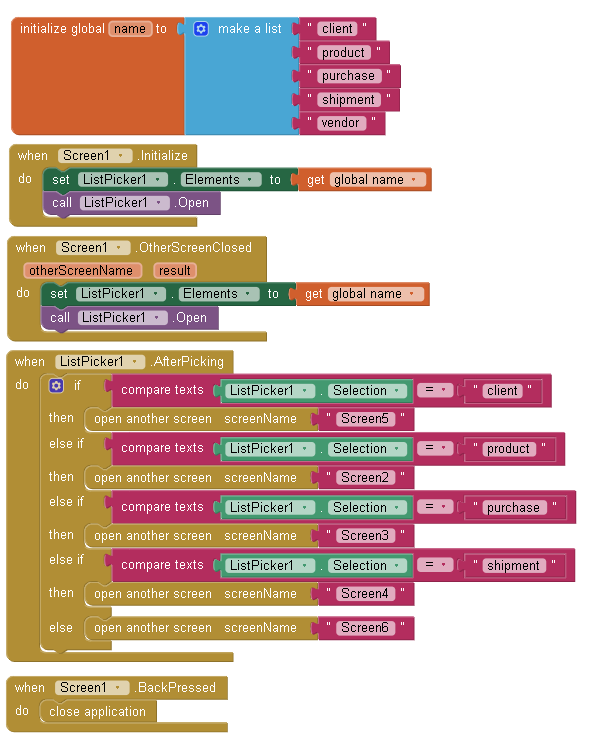 initialize global name to make a list " client "
" product "
" purchase "
" shipment "
" vendor "
when Screen1 .Initialize
do set ListPicker1 . Elements to get global name
call ListPicker1 .Open
when Screen1 .OtherScreenClosed
otherScreenName result
do set ListPicker1 . Elements to get global name
call ListPicker1 .Open
when ListPicker1 .AfterPicking
do if compare texts ListPicker1 . Selection = " client "
then open another screen screenName " Screen5 "
else if compare texts ListPicker1 . Selection = " product "
then open another screen screenName " Screen2 "
else if compare texts ListPicker1 . Selection = " purchase "
then open another screen screenName " Screen3 "
else if compare texts ListPicker1 . Selection = " shipment "
then open another screen screenName " Screen4 "
else open another screen screenName " Screen6 "
when Screen1 .BackPressed
do close application